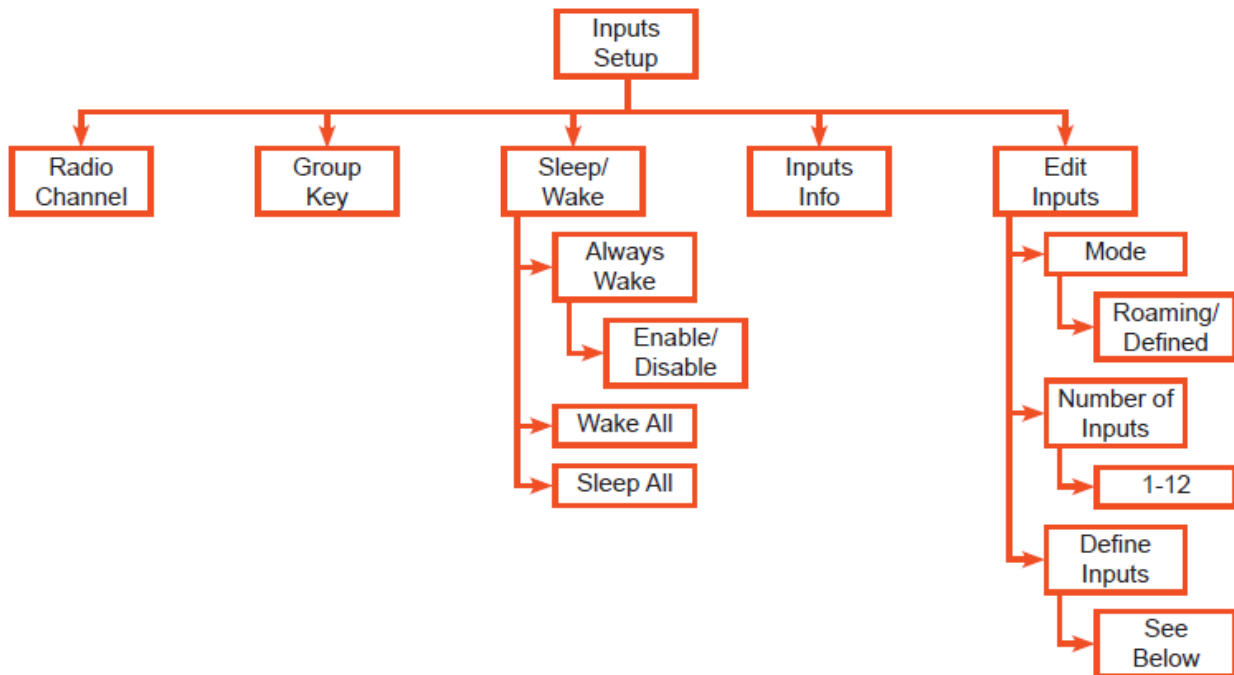 Inputs
Setup
Radio
Channel
Group
Key
Sleep/
Wake
Inputs
Info
Edit
Inputs
Always
Wake
Enable/
Disable
Wake All
Sleep All
Mode
Roaming/
Defined
Number of
Inputs
1-12
Define
Inputs
See
Below